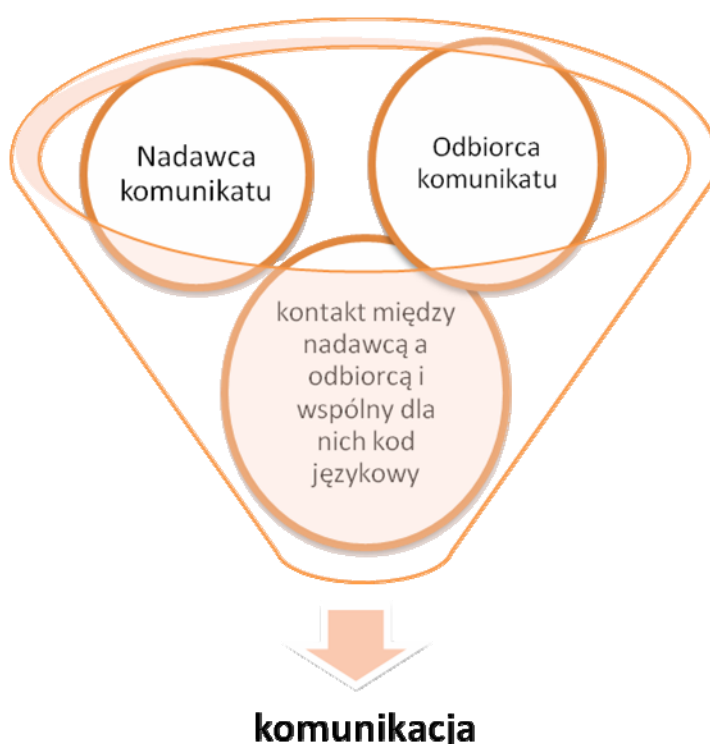 Nadawca
komunikatu
Odbiorca
komunikatu
kontakt między
nadawcą a
odbiorcą i
wspólny dla
nich kod
językowy
komunikacja